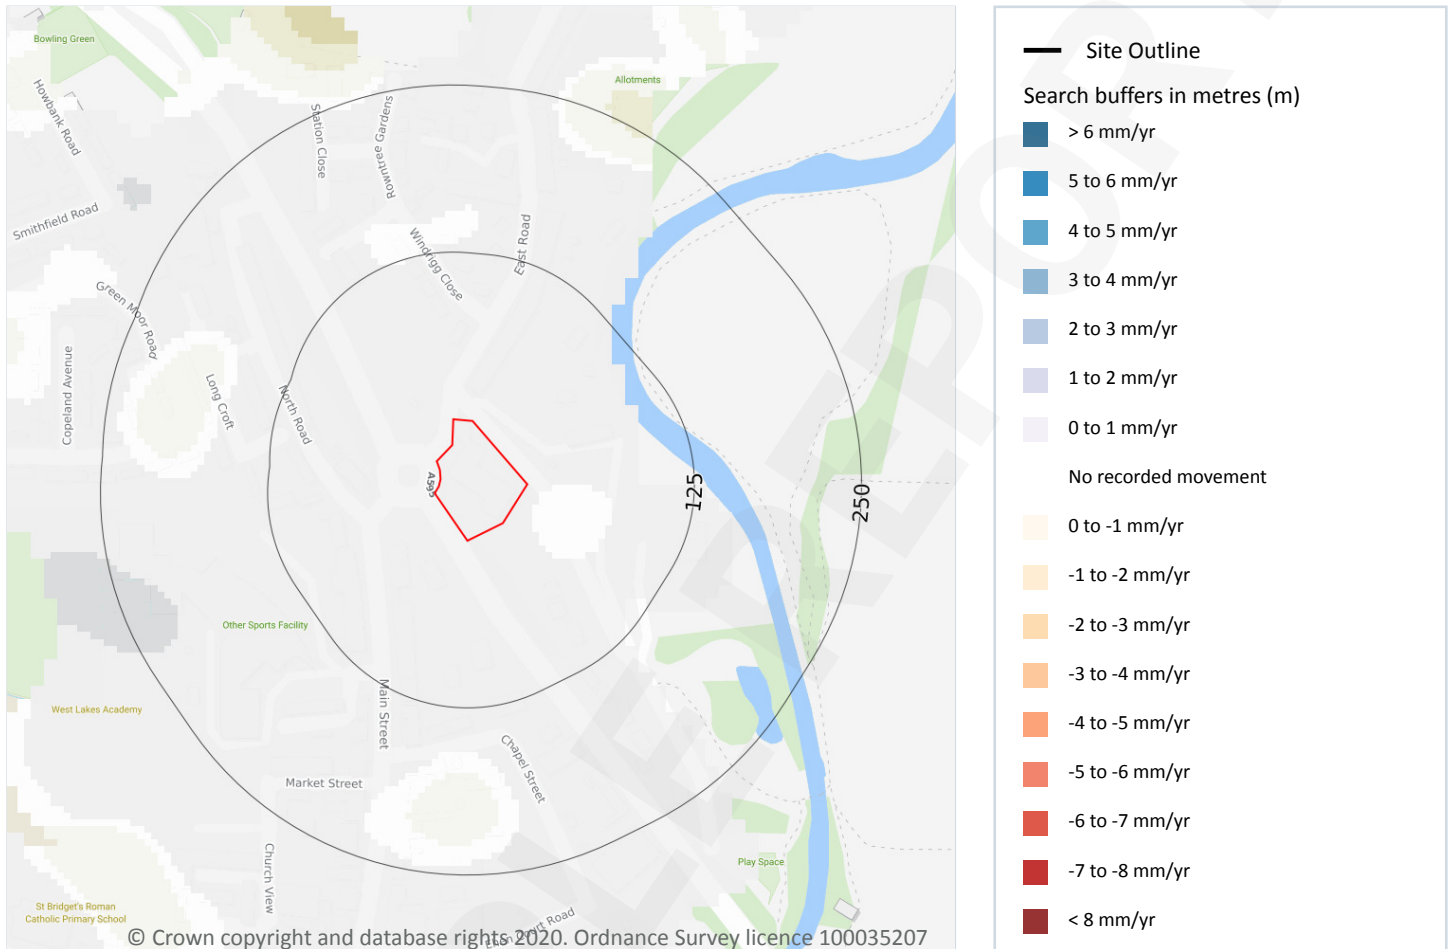 Bowling Green
Howbank Road
Smithfield Road
Station Close
Rowntree Gardens
Allotments
East Road
Windrigg Close
Green Moor Road
Copeland Avenue
Long Croft
North Road
A595
125
250
Other Sports Facility
West Lakes Academy
Main Street
Market Street
Chapel Street
Church View
Play Space
St Bridget's Roman
Catholic Primary School
Court Road
© Crown copyright and database rights 2020. Ordnance Survey licence 100035207
Site Outline
Search buffers in metres (m)
> 6 mm/yr
5 to 6 mm/yr
4 to 5 mm/yr
3 to 4 mm/yr
2 to 3 mm/yr
1 to 2 mm/yr
0 to 1 mm/yr
No recorded movement
0 to -1 mm/yr
-1 to -2 mm/yr
-2 to -3 mm/yr
-3 to -4 mm/yr
-4 to -5 mm/yr
-5 to -6 mm/yr
-6 to -7 mm/yr
-7 to -8 mm/yr
< 8 mm/yr